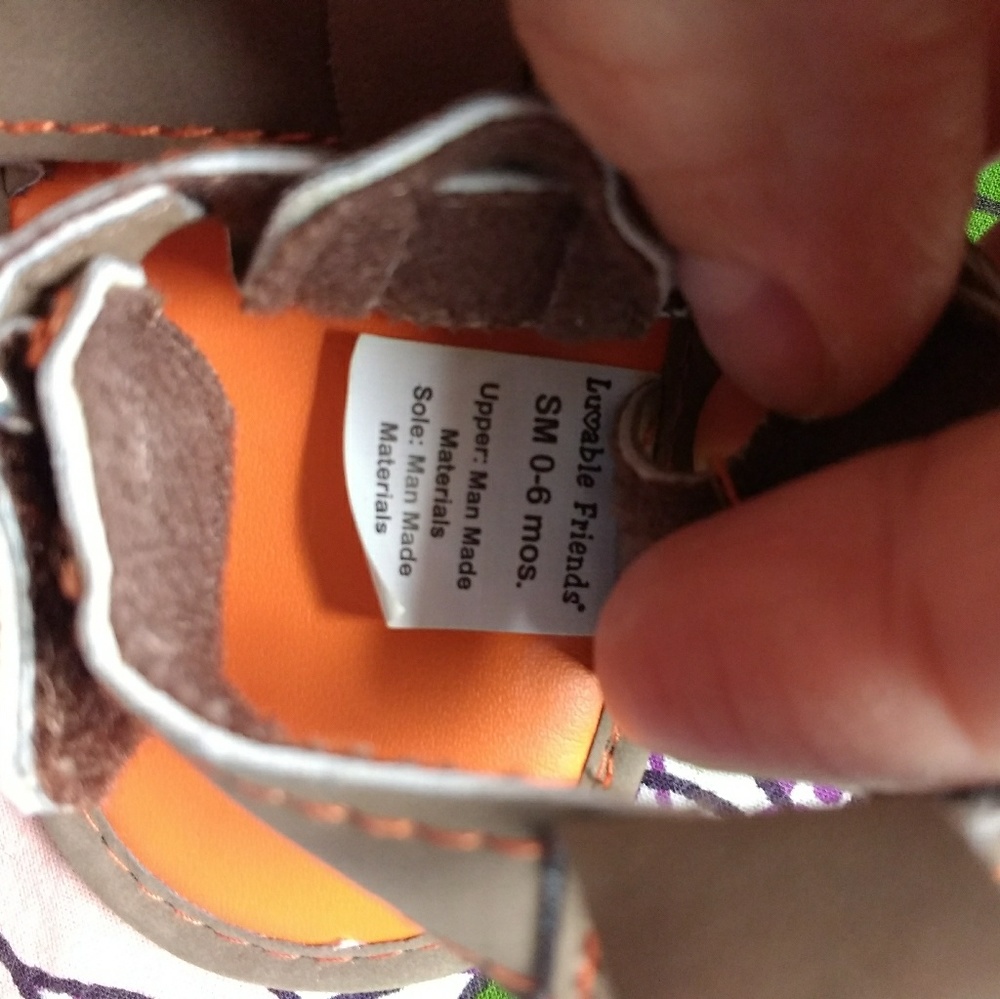 Luvable Friends®
SM 0-6 mos.
Upper: Man Made
Materials
Sole: Man Made
Materials